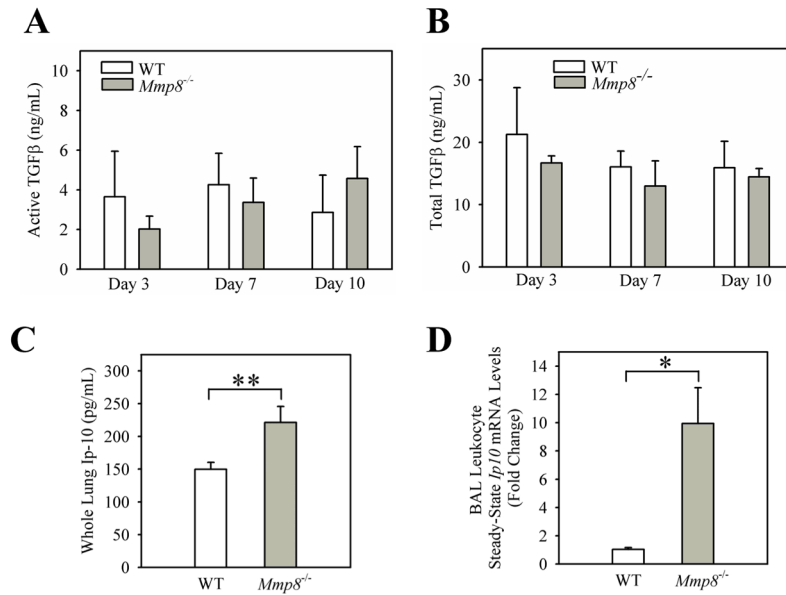 A
Active TGFβ (ng/mL)
10
8
6
4
2
0
WT
Mmp8-/-
Day 3 Day 7 Day 10
B
Total TGFβ (ng/mL)
30
20
10
0
WT
Mmp8-/-
Day 3 Day 7 Day 10
C
Whole Lung Ip-10 (pg/mL)
300
250
200
150
100
50
0
**
WT Mmp8-/-
D
BAL Leukocyte
Steady-State Ip10 mRNA Levels
(Fold Change)
14
12
10
8
6
4
2
0
*
WT Mmp8-/-